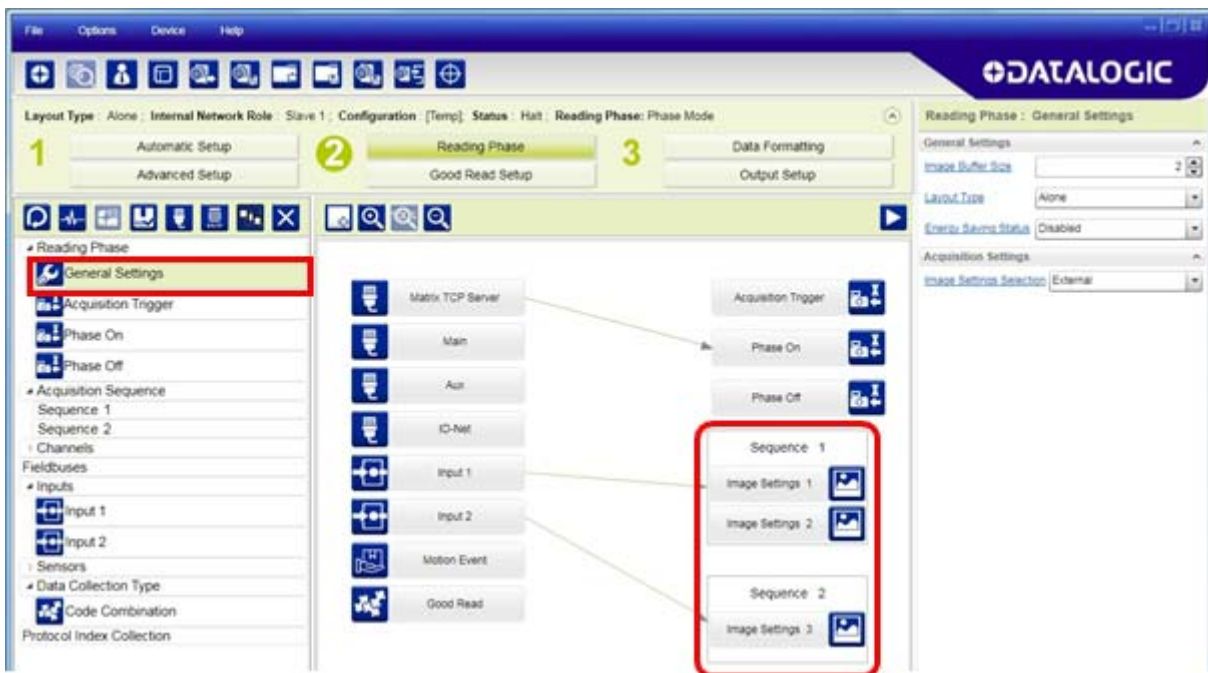 File Options Device Help
DATALOGIC
Layout Type : Alone ; Internal Network Role : Slave 1 ; Configuration : [Temp]; Status : Halt ; Reading Phase: Phase Mode
1 Automatic Setup
Advanced Setup
2 Reading Phase
Good Read Setup
3 Data Formatting
Output Setup
Reading Phase
General Settings
Acquisition Trigger
Phase On
Phase Off
Acquisition Sequence
Sequence 1
Sequence 2
Channels
Fieldbuses
Inputs
Input 1
Input 2
Sensors
Data Collection Type
Code Combination
Protocol Index Collection
Matrix TCP Server
Main
Aux
ID-Net
Input 1
Input 2
Motion Event
Good Read
Acquisition Trigger
Phase On
Phase Off
Sequence 1
Image Settings 1
Image Settings 2
Sequence 2
Image Settings 3
Reading Phase : General Settings
General Settings
Image Buffer Size 2
Layout Type Alone
Energy Saving Status Disabled
Acquisition Settings
Image Settings Selection External